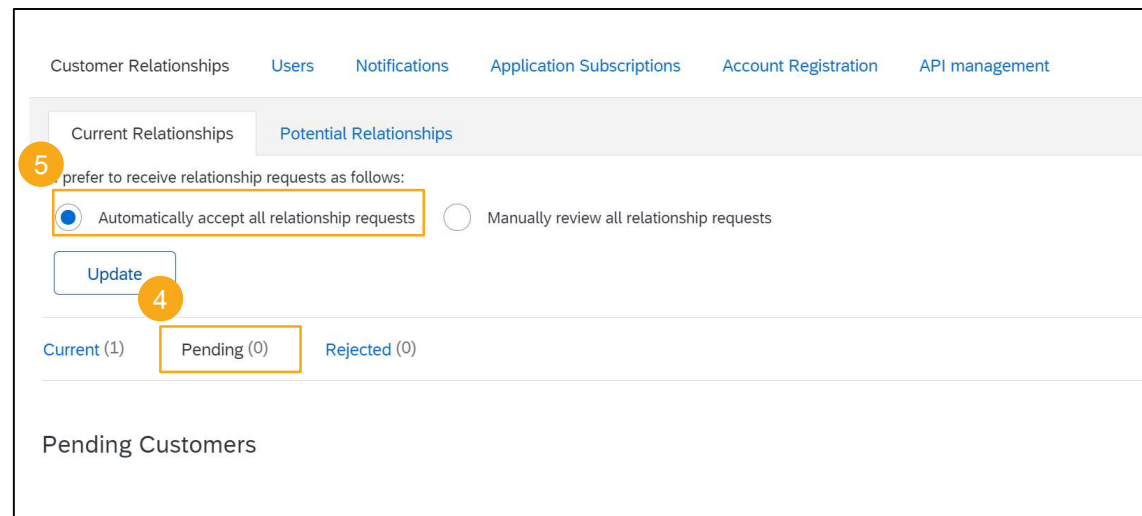 Customer Relationships Users Notifications Application Subscriptions Account Registration API management
Current Relationships Potential Relationships
5
prefer to receive relationship requests as follows:
Automatically accept all relationship requests Manually review all relationship requests
Update
4
Current (1) Pending (0) Rejected (0)
Pending Customers